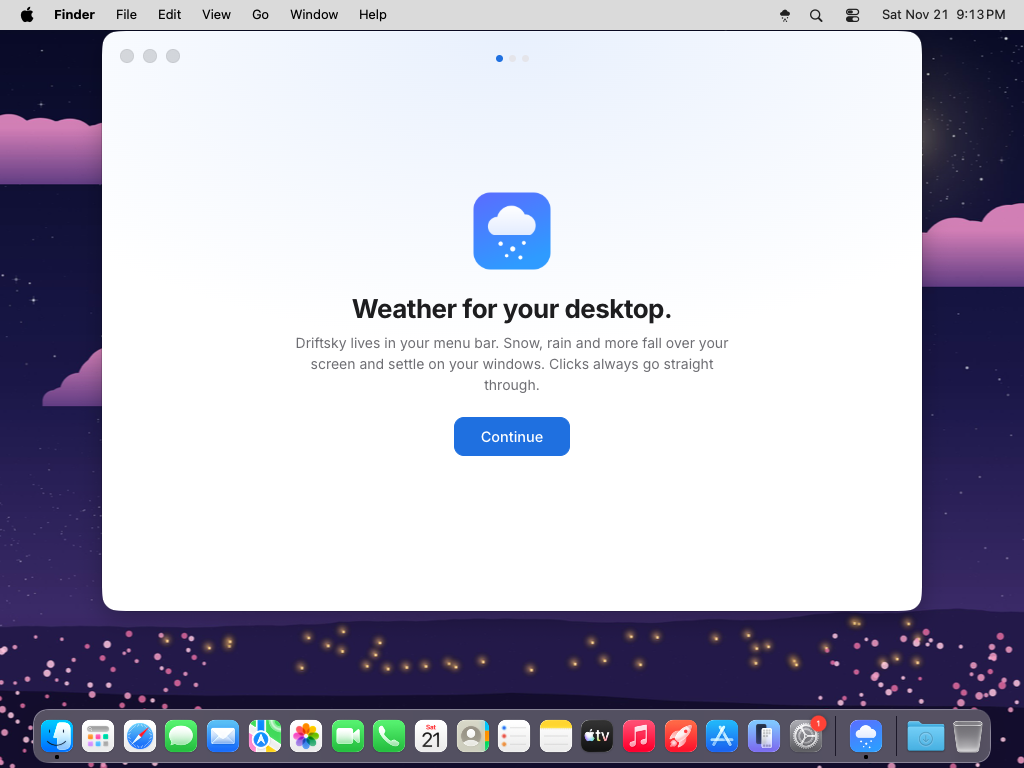 Finder File Edit View Go Window Help Sat Nov 21 9:13 PM
Weather for your desktop.
Driftsky lives in your menu bar. Snow, rain and more fall over your
screen and settle on your windows. Clicks always go straight
through.
Continue
Sat
21
tv
1